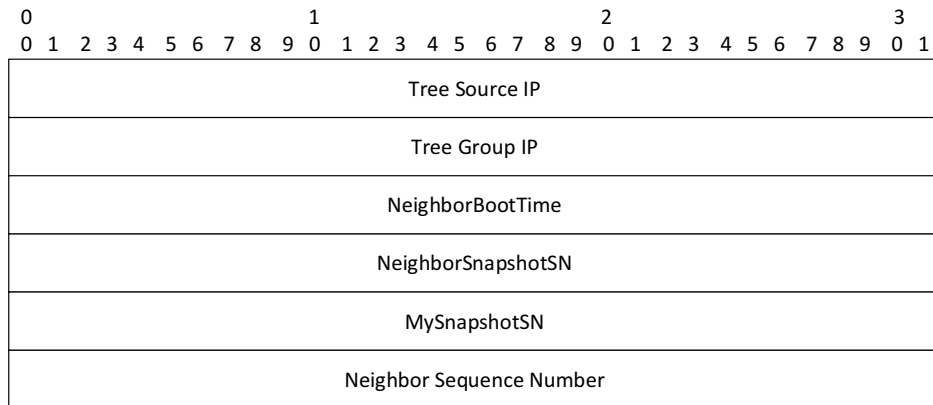 0 1 2 3
0 1 2 3 4 5 6 7 8 9 0 1 2 3 4 5 6 7 8 9 0 1 2 3 4 5 6 7 8 9 0 1
Tree Source IP
Tree Group IP
NeighborBootTime
NeighborSnapshotSN
MySnapshotSN
Neighbor Sequence Number